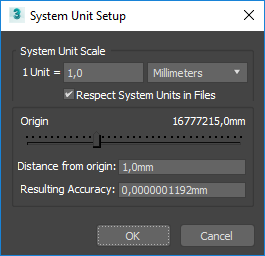 3 System Unit Setup
System Unit Scale
1 Unit = 1,0 Millimeters
Respect System Units in Files
Origin 16777215,0mm
Distance from origin: 1,0mm
Resulting Accuracy: 0,0000001192mm
OK Cancel